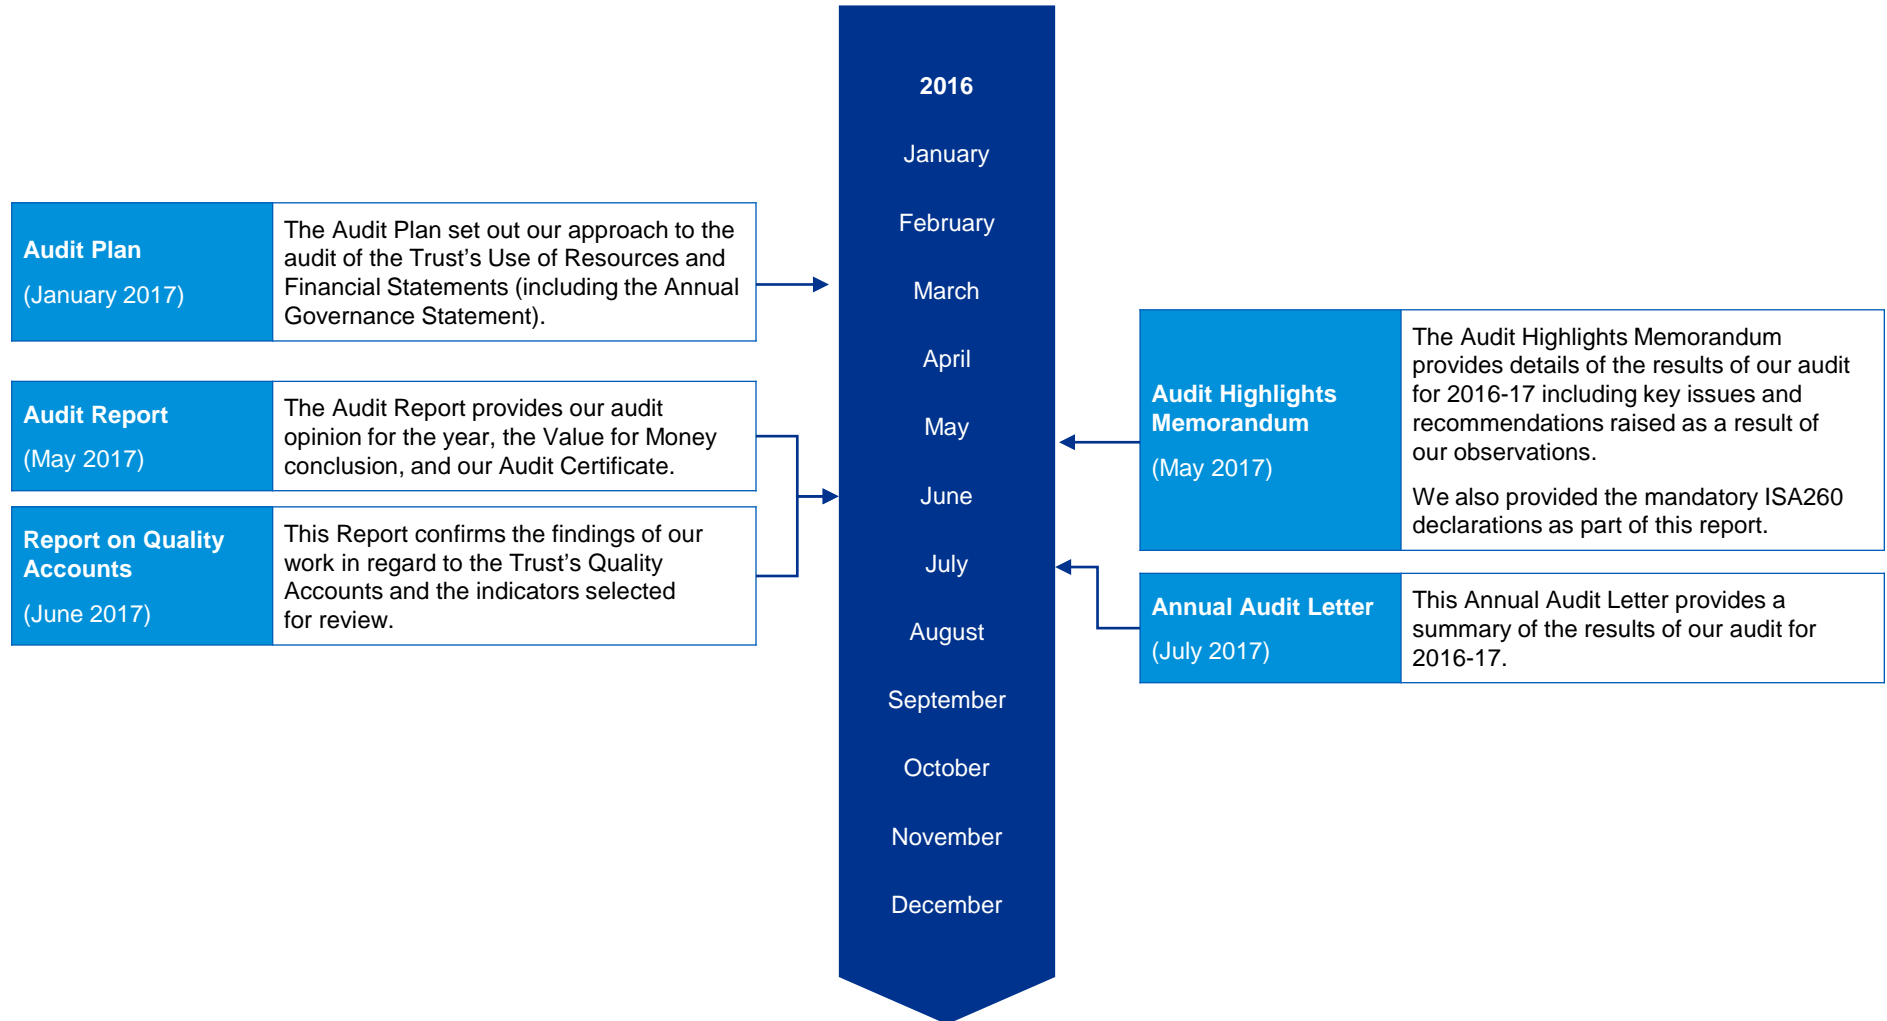 Audit Plan
(January 2017)
The Audit Plan set out our approach to the
audit of the Trust’s Use of Resources and
Financial Statements (including the Annual
Governance Statement).
Audit Report
(May 2017)
The Audit Report provides our audit
opinion for the year, the Value for Money
conclusion, and our Audit Certificate.
Report on Quality
Accounts
(June 2017)
This Report confirms the findings of our
work in regard to the Trust’s Quality
Accounts and the indicators selected
for review.
2016
January
February
March
April
May
June
July
August
September
October
November
December
Audit Highlights
Memorandum
(May 2017)
The Audit Highlights Memorandum
provides details of the results of our audit
for 2016-17 including key issues and
recommendations raised as a result of
our observations.
We also provided the mandatory ISA260
declarations as part of this report.
Annual Audit Letter
(July 2017)
This Annual Audit Letter provides a
summary of the results of our audit for
2016-17.